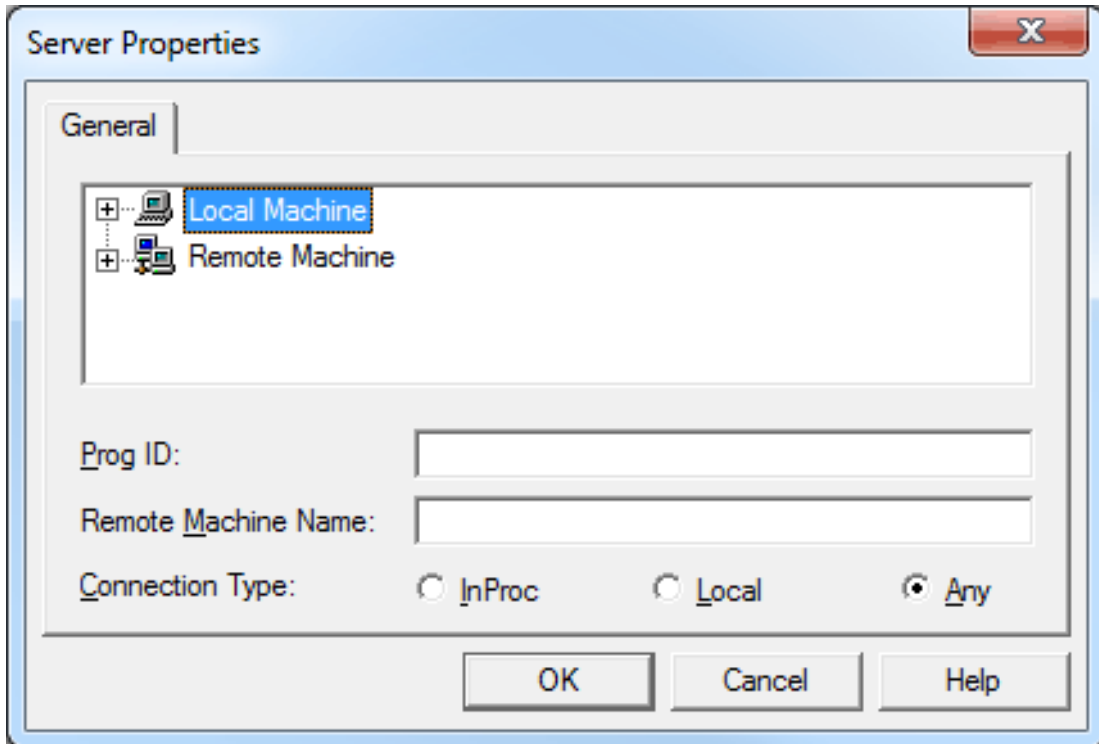 Server Properties
General
Local Machine
Remote Machine
Prog ID:
Remote Machine Name:
Connection Type: InProc Local Any
OK Cancel Help